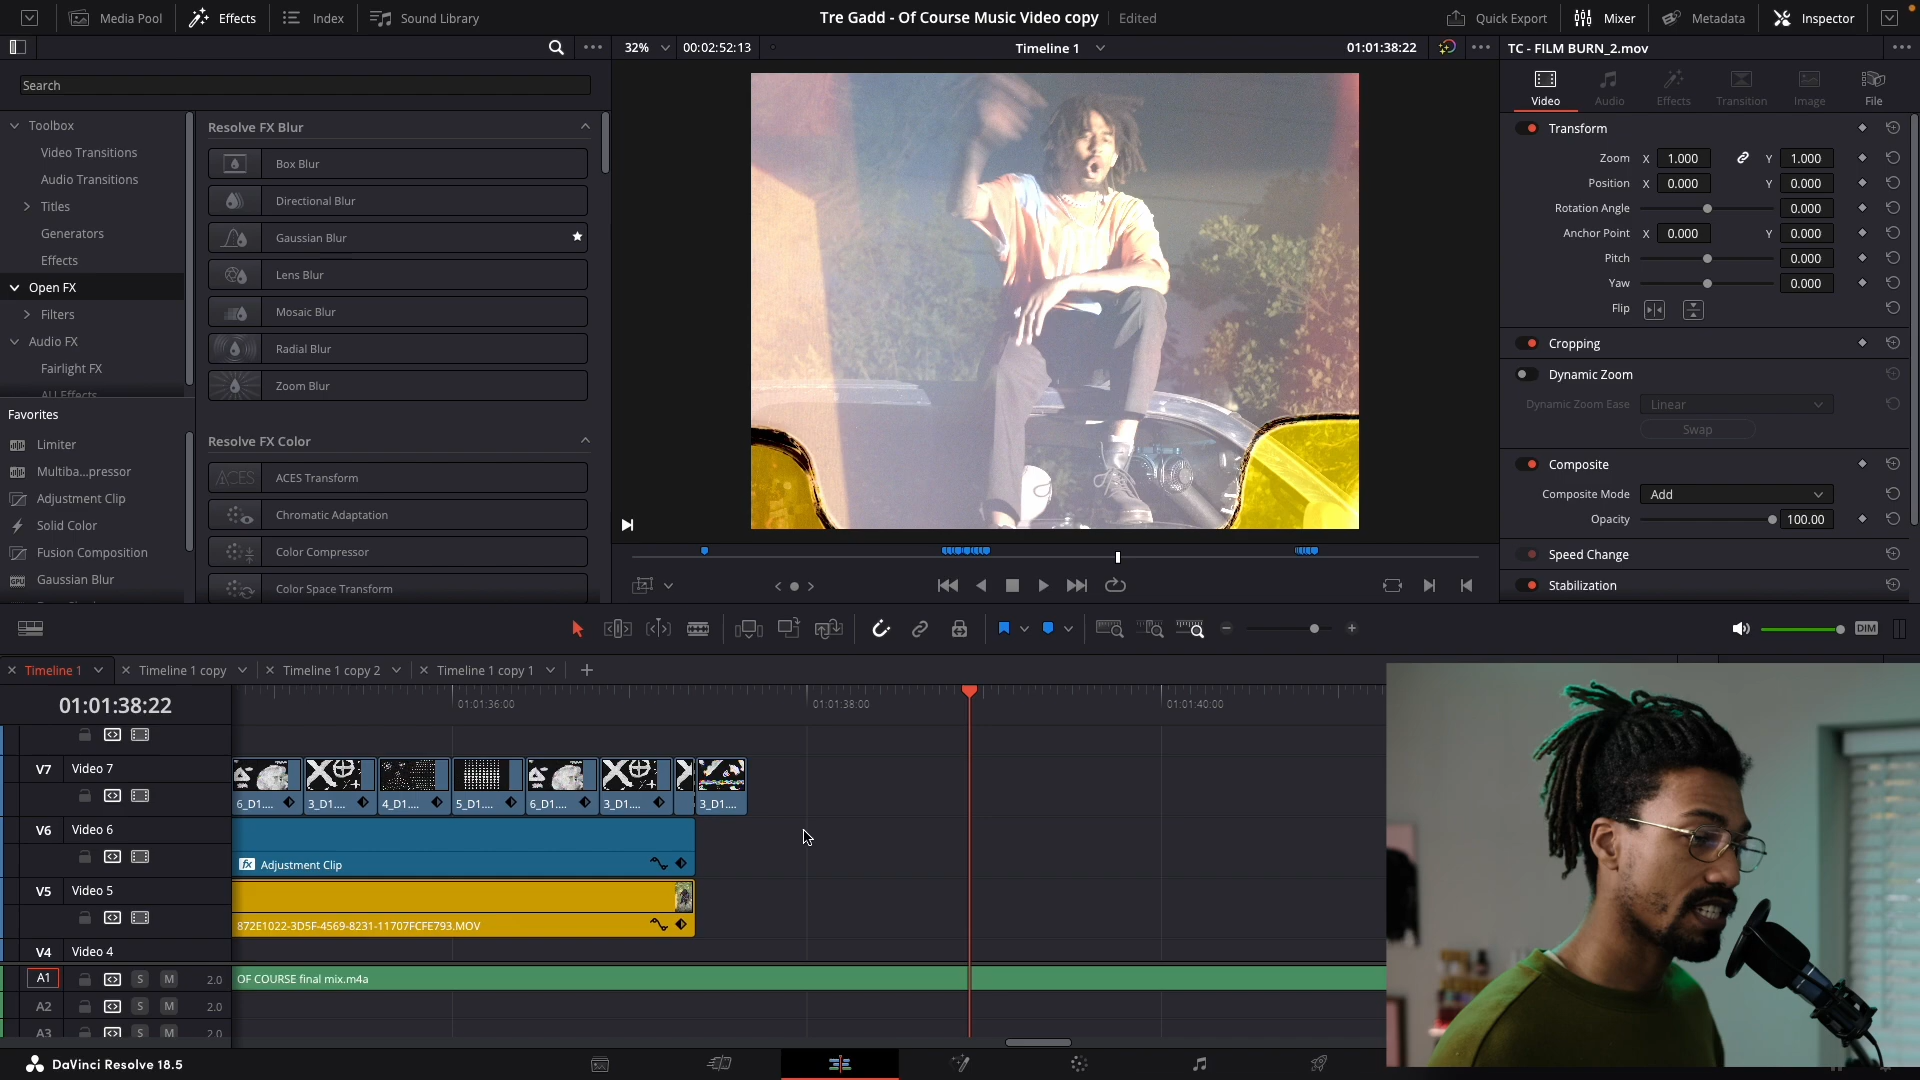 Media Pool
Effects
Index
Sound Library
Tre Gadd - Of Course Music Video copy
Edited
Quick Export
Mixer
Metadata
Inspector
32%
00:02:52:13
Timeline 1
01:01:38:22
TC - FILM BURN_2.mov
Search
Toolbox
Video Transitions
Audio Transitions
Titles
Generators
Effects
Open FX
Filters
Audio FX
Fairlight FX
AU Effects
Favorites
Limiter
Multiba...pressor
Adjustment Clip
Solid Color
Fusion Composition
Gaussian Blur
Resolve FX Blur
Box Blur
Directional Blur
Gaussian Blur
Lens Blur
Mosaic Blur
Radial Blur
Zoom Blur
Resolve FX Color
ACES
ACES Transform
Chromatic Adaptation
Color Compressor
Color Space Transform
Video
Audio
Effects
Transition
Image
File
Transform
Zoom X 1.000 Y 1.000
Position X 0.000 Y 0.000
Rotation Angle 0.000
Anchor Point X 0.000 Y 0.000
Pitch 0.000
Yaw 0.000
Flip
Cropping
Dynamic Zoom
Dynamic Zoom Ease Linear
Swap
Composite
Composite Mode Add
Opacity 100.00
Speed Change
Stabilization
DIM
Timeline 1
Timeline 1 copy
Timeline 1 copy 2
Timeline 1 copy 1
01:01:38:22
01:01:36:00
01:01:38:00
01:01:40:00
V7 Video 7
6_D1....
3_D1....
4_D1....
5_D1....
6_D1....
3_D1....
3_D1....
V6 Video 6
fx Adjustment Clip
V5 Video 5
872E1022-3D5F-4569-8231-11707FCFE793.MOV
V4 Video 4
A1 S M 2.0
OF COURSE final mix.m4a
A2 S M 2.0
A3 S M 2.0
DaVinci Resolve 18.5